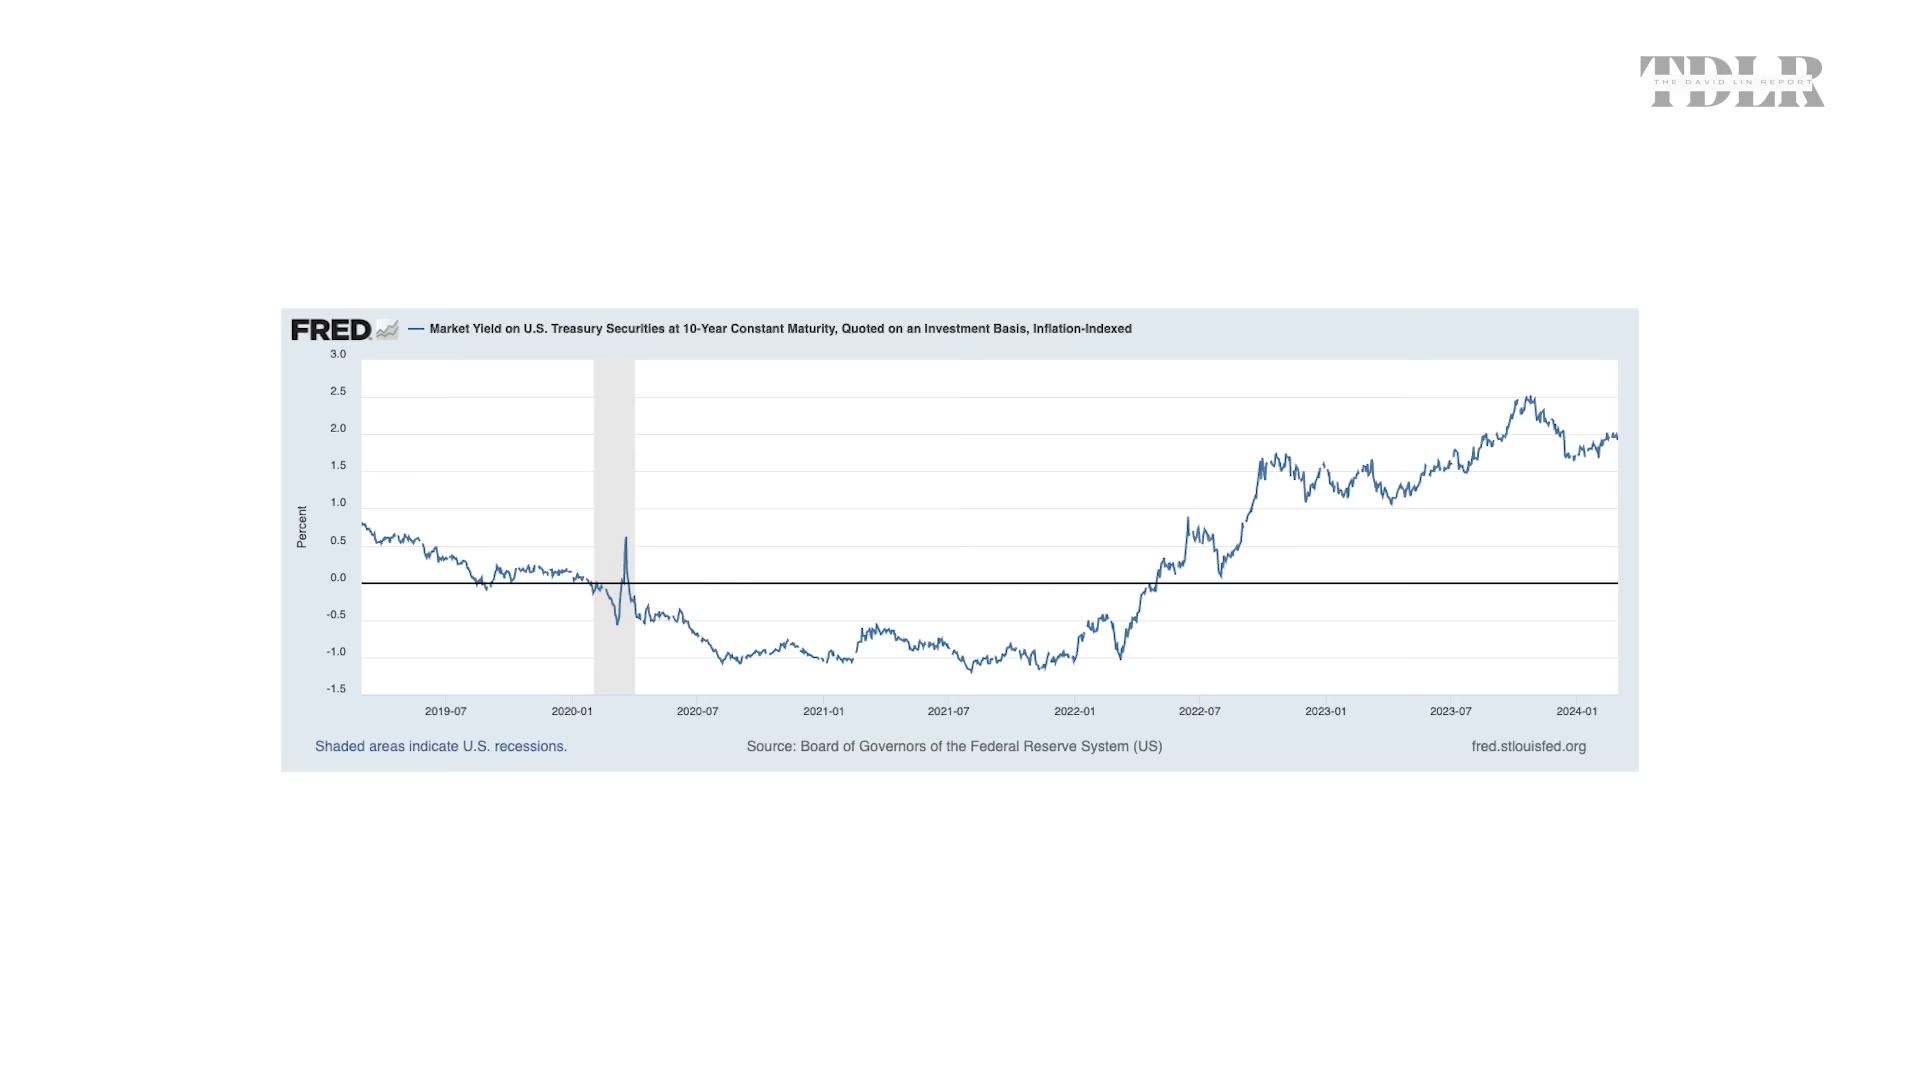 TDLR
THE DAVID LIN REPORT
FRED
Market Yield on U.S. Treasury Securities at 10-Year Constant Maturity, Quoted on an Investment Basis, Inflation-Indexed
3.0
2.5
2.0
1.5
1.0
0.5
0.0
-0.5
-1.0
-1.5
Percent
2019-07 2020-01 2020-07 2021-01 2021-07 2022-01 2022-07 2023-01 2023-07 2024-01
Shaded areas indicate U.S. recessions. Source: Board of Governors of the Federal Reserve System (US) fred.stlouisfed.org